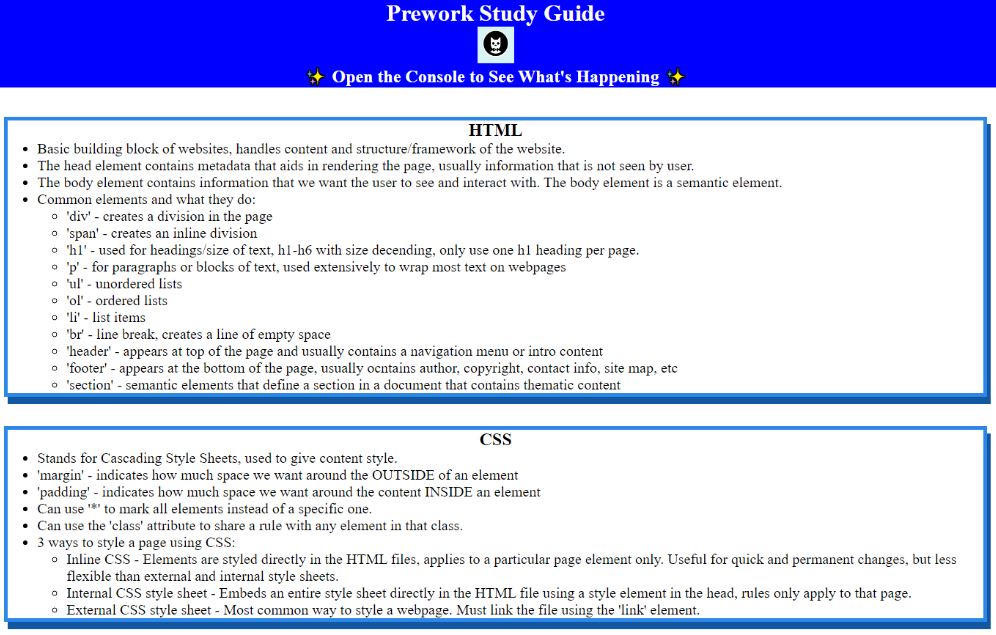 Prework Study Guide
✨ Open the Console to See What's Happening ✨
HTML
• Basic building block of websites, handles content and structure/framework of the website.
• The head element contains metadata that aids in rendering the page, usually information that is not seen by user.
• The body element contains information that we want the user to see and interact with. The body element is a semantic element.
• Common elements and what they do:
◦ 'div' - creates a division in the page
◦ 'span' - creates an inline division
◦ 'h1' - used for headings/size of text, h1-h6 with size decending, only use one h1 heading per page.
◦ 'p' - for paragraphs or blocks of text, used extensively to wrap most text on webpages
◦ 'ul' - unordered lists
◦ 'ol' - ordered lists
◦ 'li' - list items
◦ 'br' - line break, creates a line of empty space
◦ 'header' - appears at top of the page and usually contains a navigation menu or intro content
◦ 'footer' - appears at the bottom of the page, usually ocntains author, copyright, contact info, site map, etc
◦ 'section' - semantic elements that define a section in a document that contains thematic content
CSS
• Stands for Cascading Style Sheets, used to give content style.
• 'margin' - indicates how much space we want around the OUTSIDE of an element
• 'padding' - indicates how much space we want around the content INSIDE an element
• Can use '*' to mark all elements instead of a specific one.
• Can use the 'class' attribute to share a rule with any element in that class.
• 3 ways to style a page using CSS:
◦ Inline CSS - Elements are styled directly in the HTML files, applies to a particular page element only. Useful for quick and permanent changes, but less
flexible than external and internal style sheets.
◦ Internal CSS style sheet - Embeds an entire style sheet directly in the HTML file using a style element in the head, rules only apply to that page.
◦ External CSS style sheet - Most common way to style a webpage. Must link the file using the 'link' element.